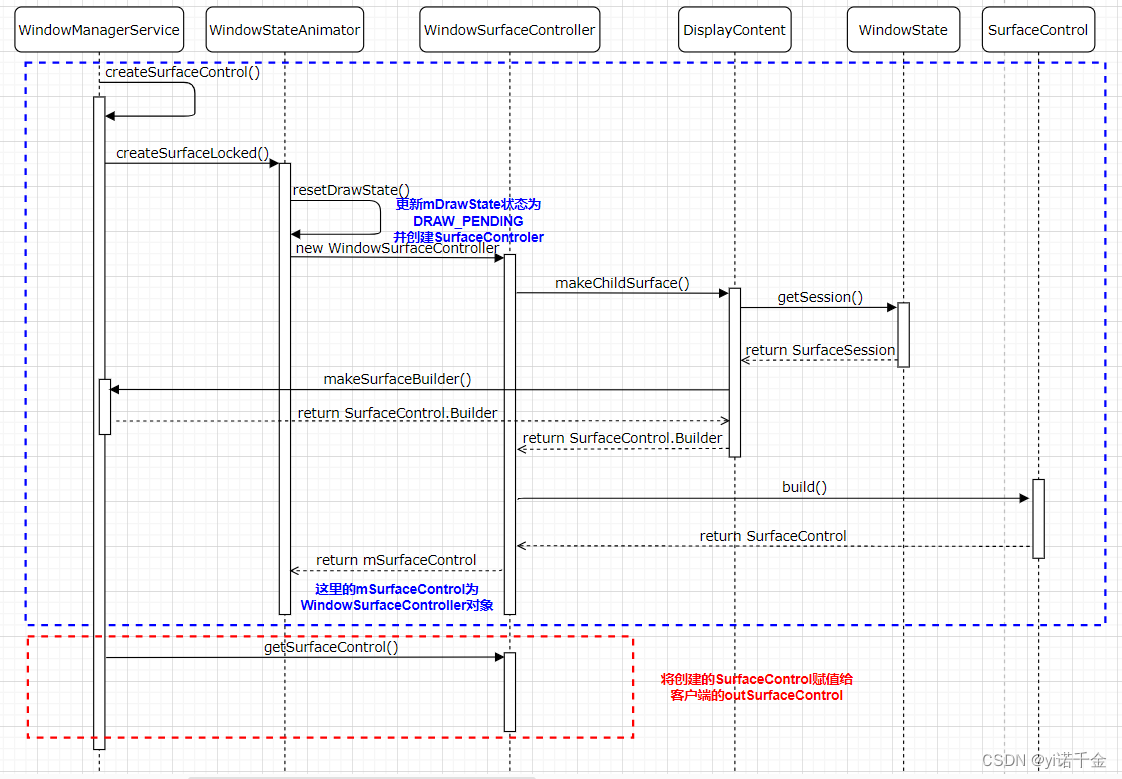 WindowManagerService
WindowStateAnimator
WindowSurfaceController
DisplayContent
WindowState
SurfaceControl
createSurfaceControl()
createSurfaceLocked()
resetDrawState()
更新mDrawState状态为
DRAW_PENDING
并创建SurfaceControler
new WindowSurfaceController
makeChildSurface()
getSession()
return SurfaceSession
makeSurfaceBuilder()
return SurfaceControl.Builder
return SurfaceControl.Builder
build()
return SurfaceControl
return mSurfaceControl
这里的mSurfaceControl为
WindowSurfaceController对象
getSurfaceControl()
将创建的SuffaceControl赋值给
客户端的outSurfaceControl
CSDN @yi诺千金